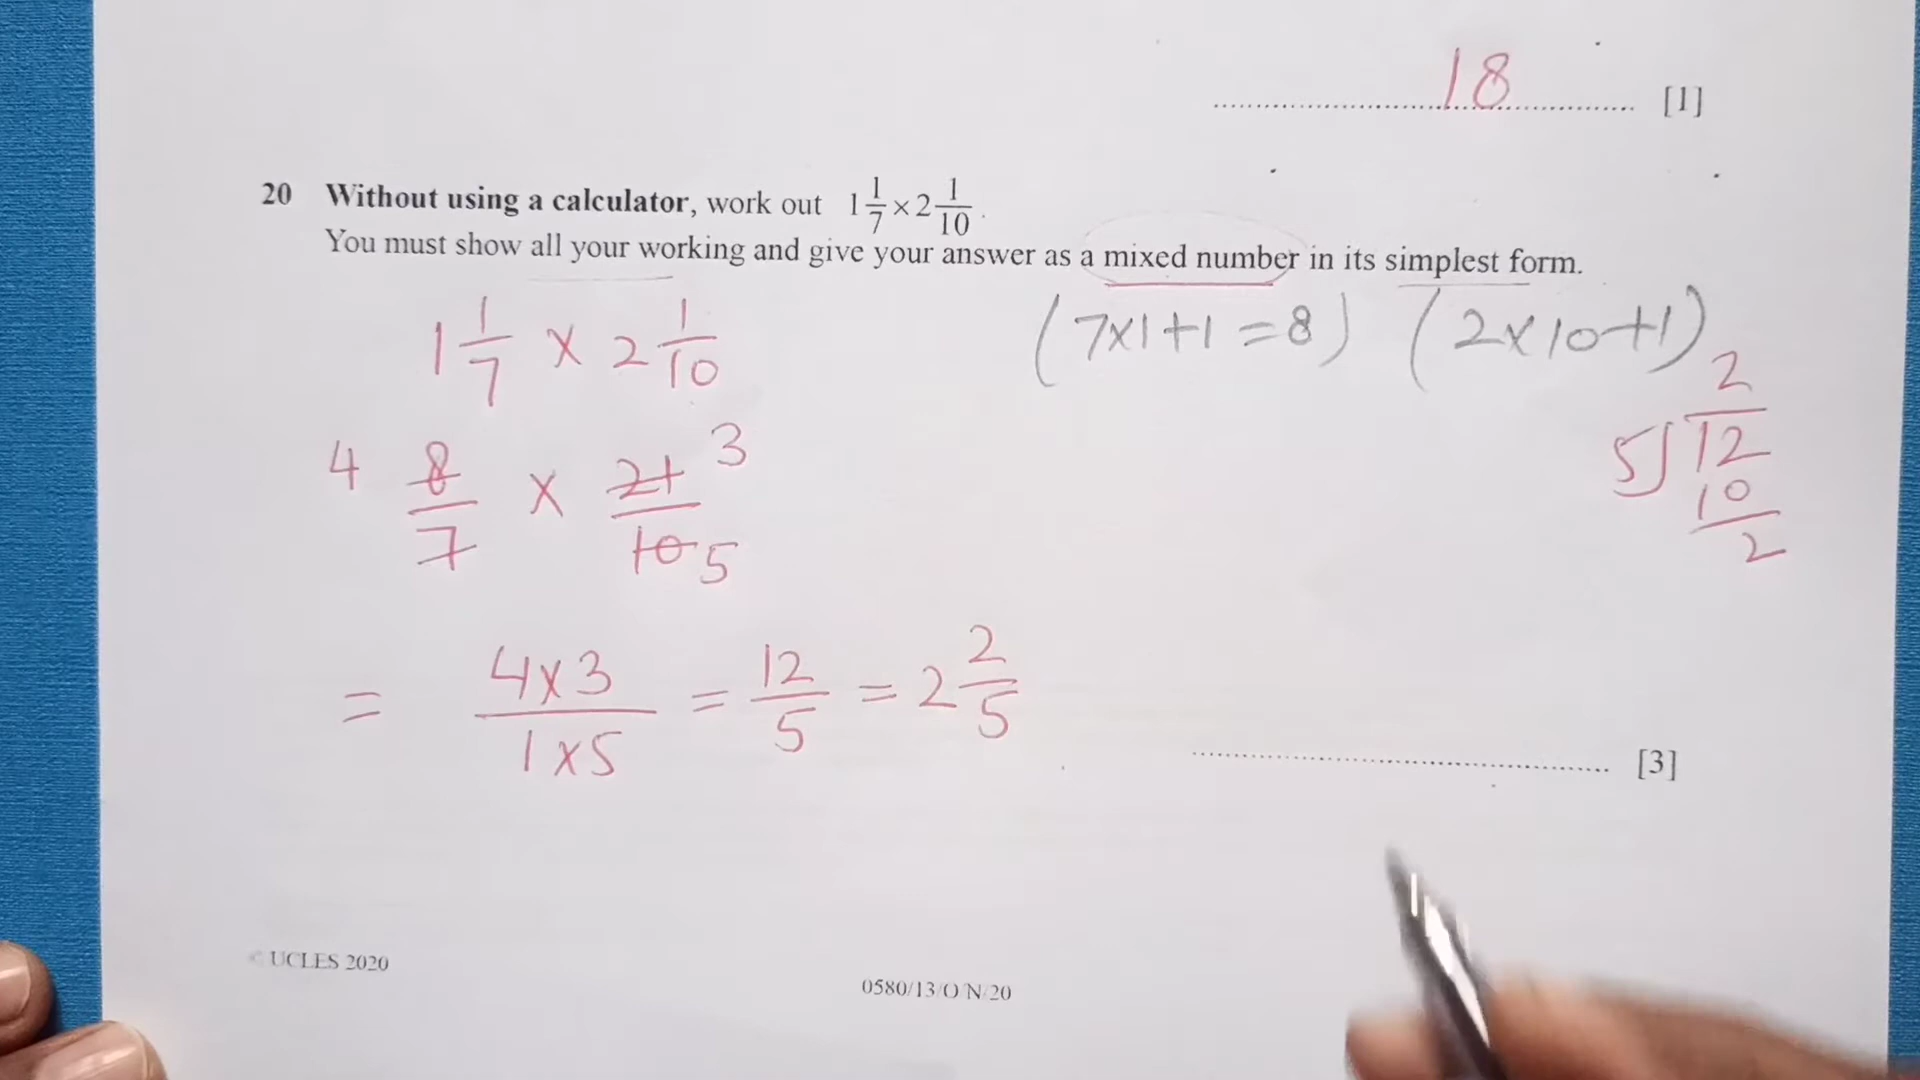 18 [1]
20 Without using a calculator, work out 1 1/7 × 2 1/10.
You must show all your working and give your answer as a mixed number in its simplest form.
1 1/7 × 2 1/10
(7×1+1=8) (2×10+1)
4 8/7 × 21/10 3 5
2
5)12
10
2
= 4×3/1×5 = 12/5 = 2 2/5
[3]
© UCLES 2020
0580/13/O/N/20